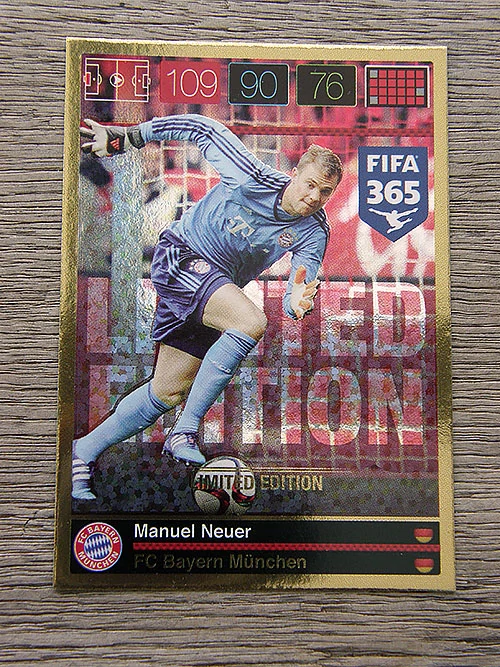 109 90 76
FIFA
365
T
LIMITED
EDITION
LIMITED EDITION
FC BAYERN
MÜNCHEN
Manuel Neuer
FC Bayern München